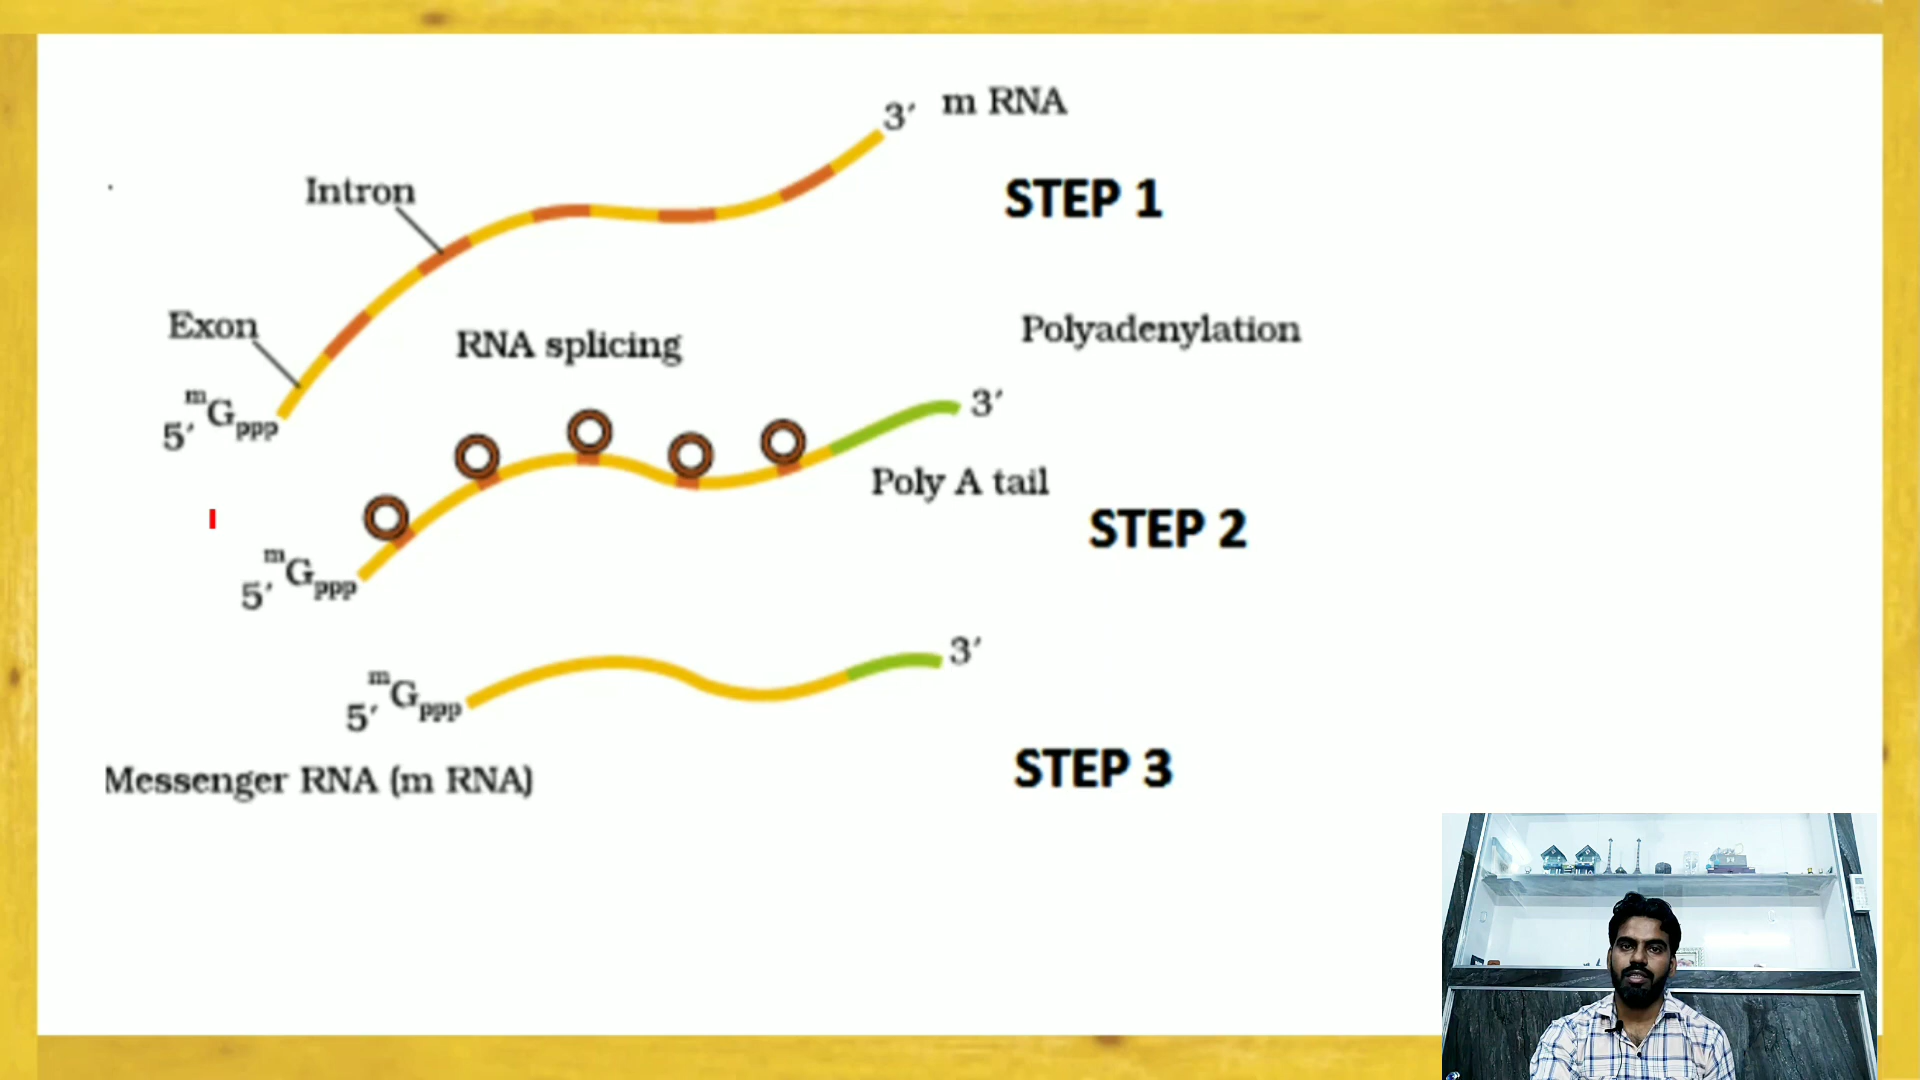 3′ m RNA
STEP 1
Intron
Exon
RNA splicing
Polyadenylation
5′ mGppp
3′
Poly A tail
STEP 2
5′ mGppp
3′
5′ mGppp
Messenger RNA (m RNA)
STEP 3